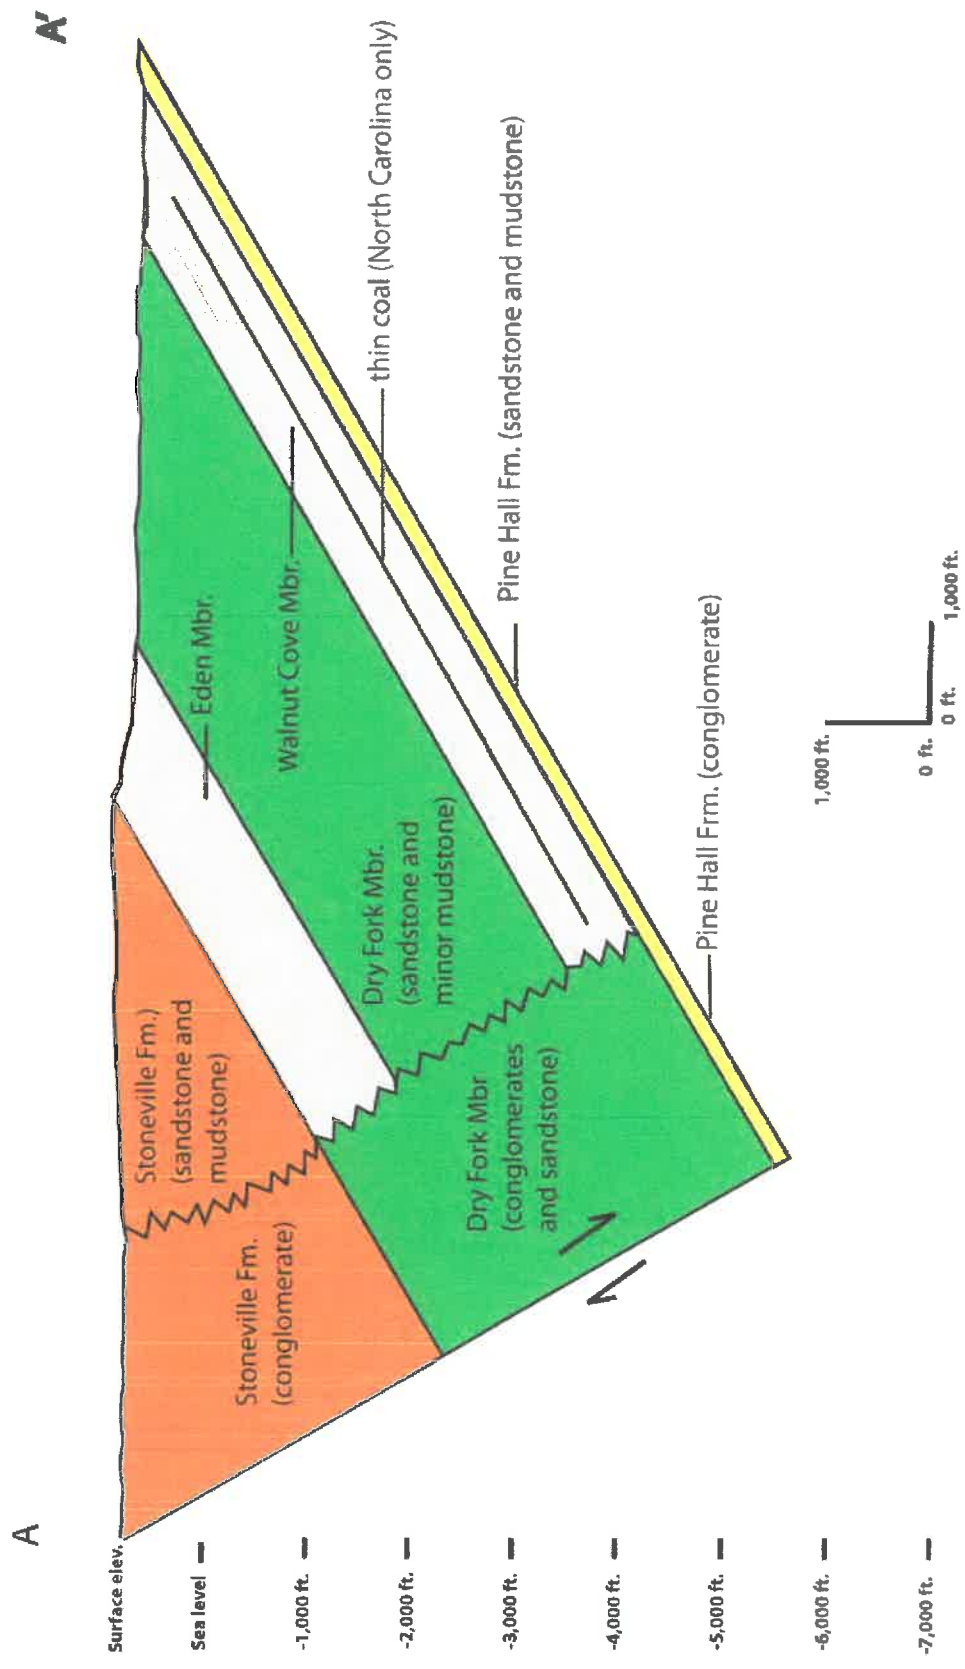 A
A'
Surface elev.
Sea level
-1,000 ft.
-2,000 ft.
-3,000 ft.
-4,000 ft.
-5,000 ft.
-6,000 ft.
-7,000 ft.
Stoneville Fm.
(conglomerate)
Stoneville Fm.)
(sandstone and
mudstone)
Eden Mbr.
Dry Fork Mbr
(conglomerates
and sandstone)
Dry Fork Mbr.
(sandstone and
minor mudstone)
Walnut Cove Mbr.
thin coal (North Carolina only)
Pine Hall Fm. (sandstone and mudstone)
Pine Hall Frm. (conglomerate)
1,000 ft.
0 ft.
0 ft.
1,000 ft.